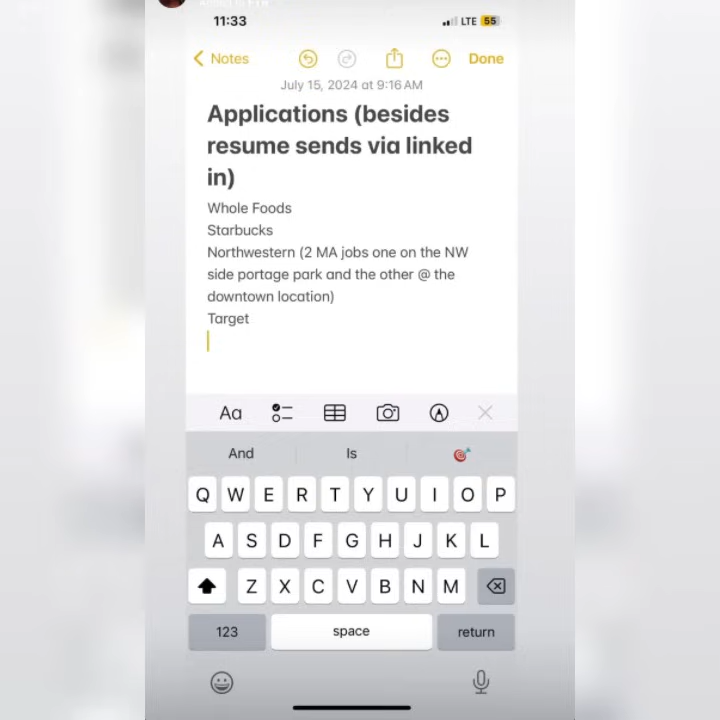 11:33
LTE 55
Notes
Done
July 15, 2024 at 9:16 AM
Applications (besides
resume sends via linked
in)
Whole Foods
Starbucks
Northwestern (2 MA jobs one on the NW
side portage park and the other @ the
downtown location)
Target
Aa
And Is
Q W E R T Y U I O P
A S D F G H J K L
Z X C V B N M
123 space return